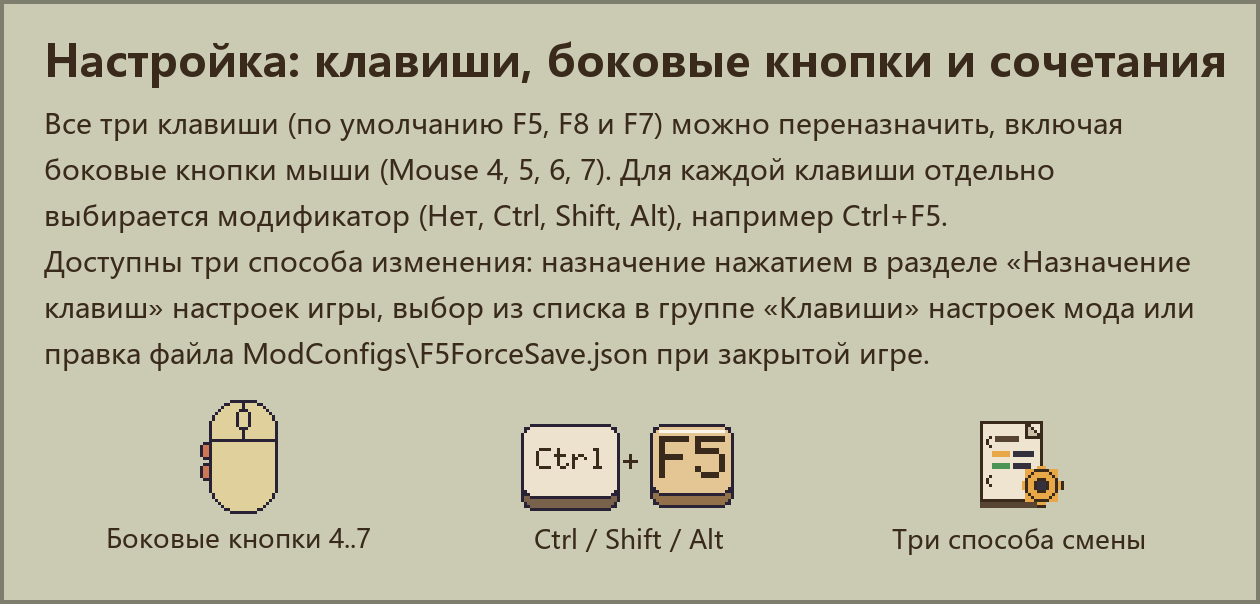 Настройка: клавиши, боковые кнопки и сочетания
Все три клавиши (по умолчанию F5, F8 и F7) можно переназначить, включая
боковые кнопки мыши (Mouse 4, 5, 6, 7). Для каждой клавиши отдельно
выбирается модификатор (Нет, Ctrl, Shift, Alt), например Ctrl+F5.
Доступны три способа изменения: назначение нажатием в разделе «Назначение
клавиш» настроек игры, выбор из списка в группе «Клавиши» настроек мода или
правка файла ModConfigs\F5ForceSave.json при закрытой игре.
Ctrl + F5
Боковые кнопки 4..7
Ctrl / Shift / Alt
Три способа смены